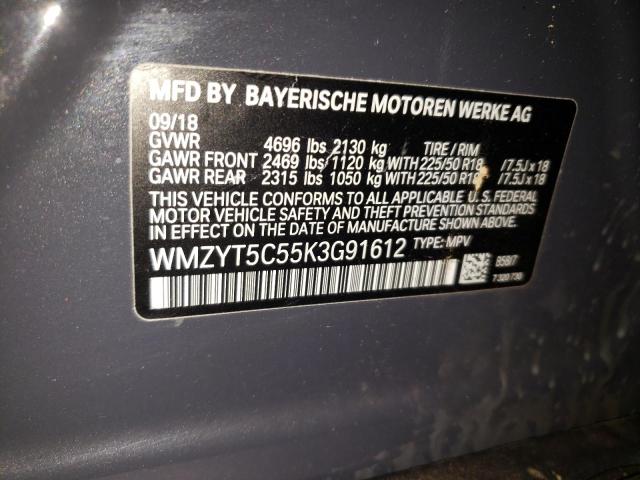 MFD BY BAYERISCHE MOTOREN WERKE AG
09/18
GVWR 4696 lbs 2130 kg TIRE / RIM
GAWR FRONT 2469 lbs/1120 kg WITH 225/50 R18 / 7.5J x 18
GAWR REAR 2315 lbs 1050 kg WITH 225/50 R18 / 7.5J x 18
THIS VEHICLE CONFORMS TO ALL APPLICABLE U.S. FEDERAL
MOTOR VEHICLE SAFETY AND THEFT PREVENTION STANDARDS
IN EFFECT ON THE DATE OF MANUFACTURE SHOWN ABOVE.
WMZYT5C55K3G91612 TYPE: MPV